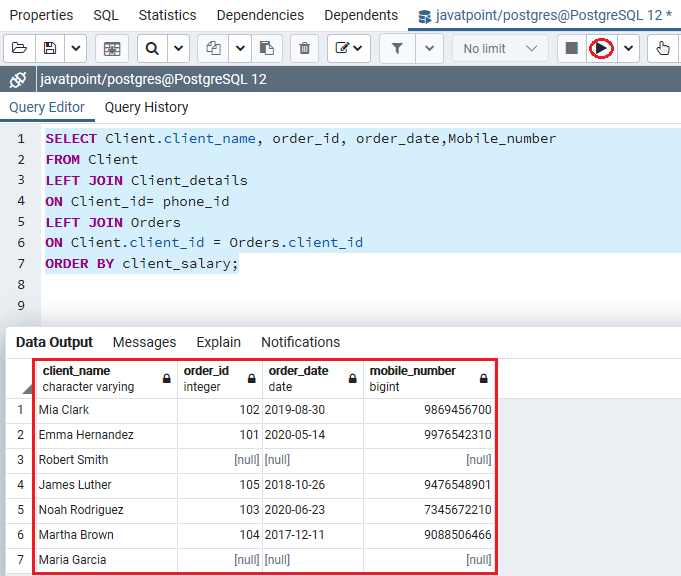 Properties SQL Statistics Dependencies Dependents javatpoint/postgres@PostgreSQL 12 *
No limit
javatpoint/postgres@PostgreSQL 12
Query Editor Query History
1 SELECT Client.client_name, order_id, order_date,Mobile_number
2 FROM Client
3 LEFT JOIN Client_details
4 ON Client_id= phone_id
5 LEFT JOIN Orders
6 ON Client.client_id = Orders.client_id
7 ORDER BY client_salary;
8
9
Data Output Messages Explain Notifications
client_name order_id order_date mobile_number
character varying integer date bigint
1 Mia Clark 102 2019-08-30 9869456700
2 Emma Hernandez 101 2020-05-14 9976542310
3 Robert Smith [null] [null] [null]
4 James Luther 105 2018-10-26 9476548901
5 Noah Rodriguez 103 2020-06-23 7345672210
6 Martha Brown 104 2017-12-11 9088506466
7 Maria Garcia [null] [null] [null]